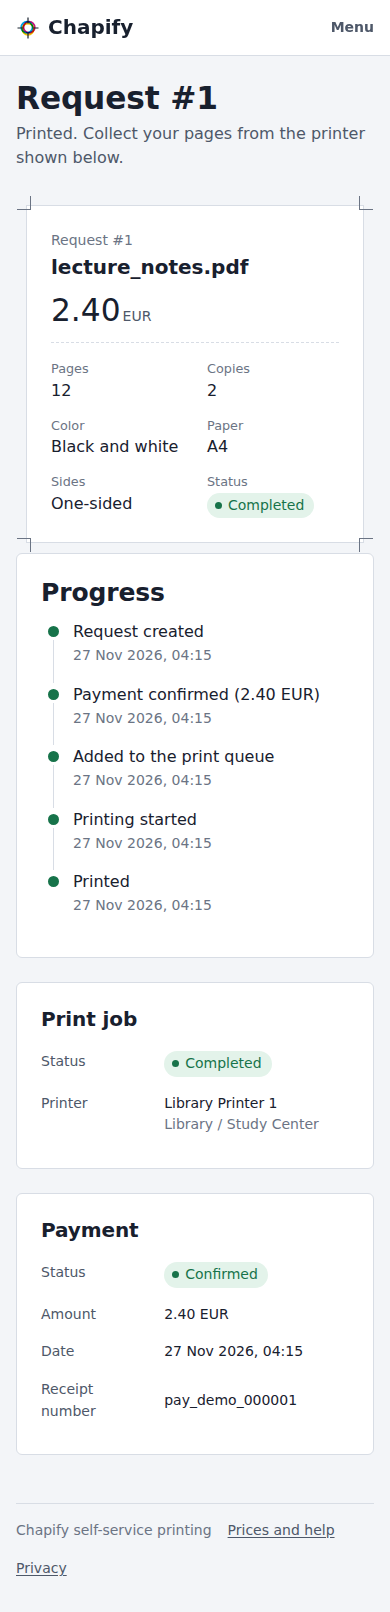 Chapify
Menu
Request #1
Printed. Collect your pages from the printer
shown below.
Request #1
lecture_notes.pdf
2.40 EUR
Pages Copies
12 2
Color Paper
Black and white A4
Sides Status
One-sided Completed
Progress
Request created
27 Nov 2026, 04:15
Payment confirmed (2.40 EUR)
27 Nov 2026, 04:15
Added to the print queue
27 Nov 2026, 04:15
Printing started
27 Nov 2026, 04:15
Printed
27 Nov 2026, 04:15
Print job
Status Completed
Printer Library Printer 1
Library / Study Center
Payment
Status Confirmed
Amount 2.40 EUR
Date 27 Nov 2026, 04:15
Receipt
number
pay_demo_000001
Chapify self-service printing Prices and help
Privacy